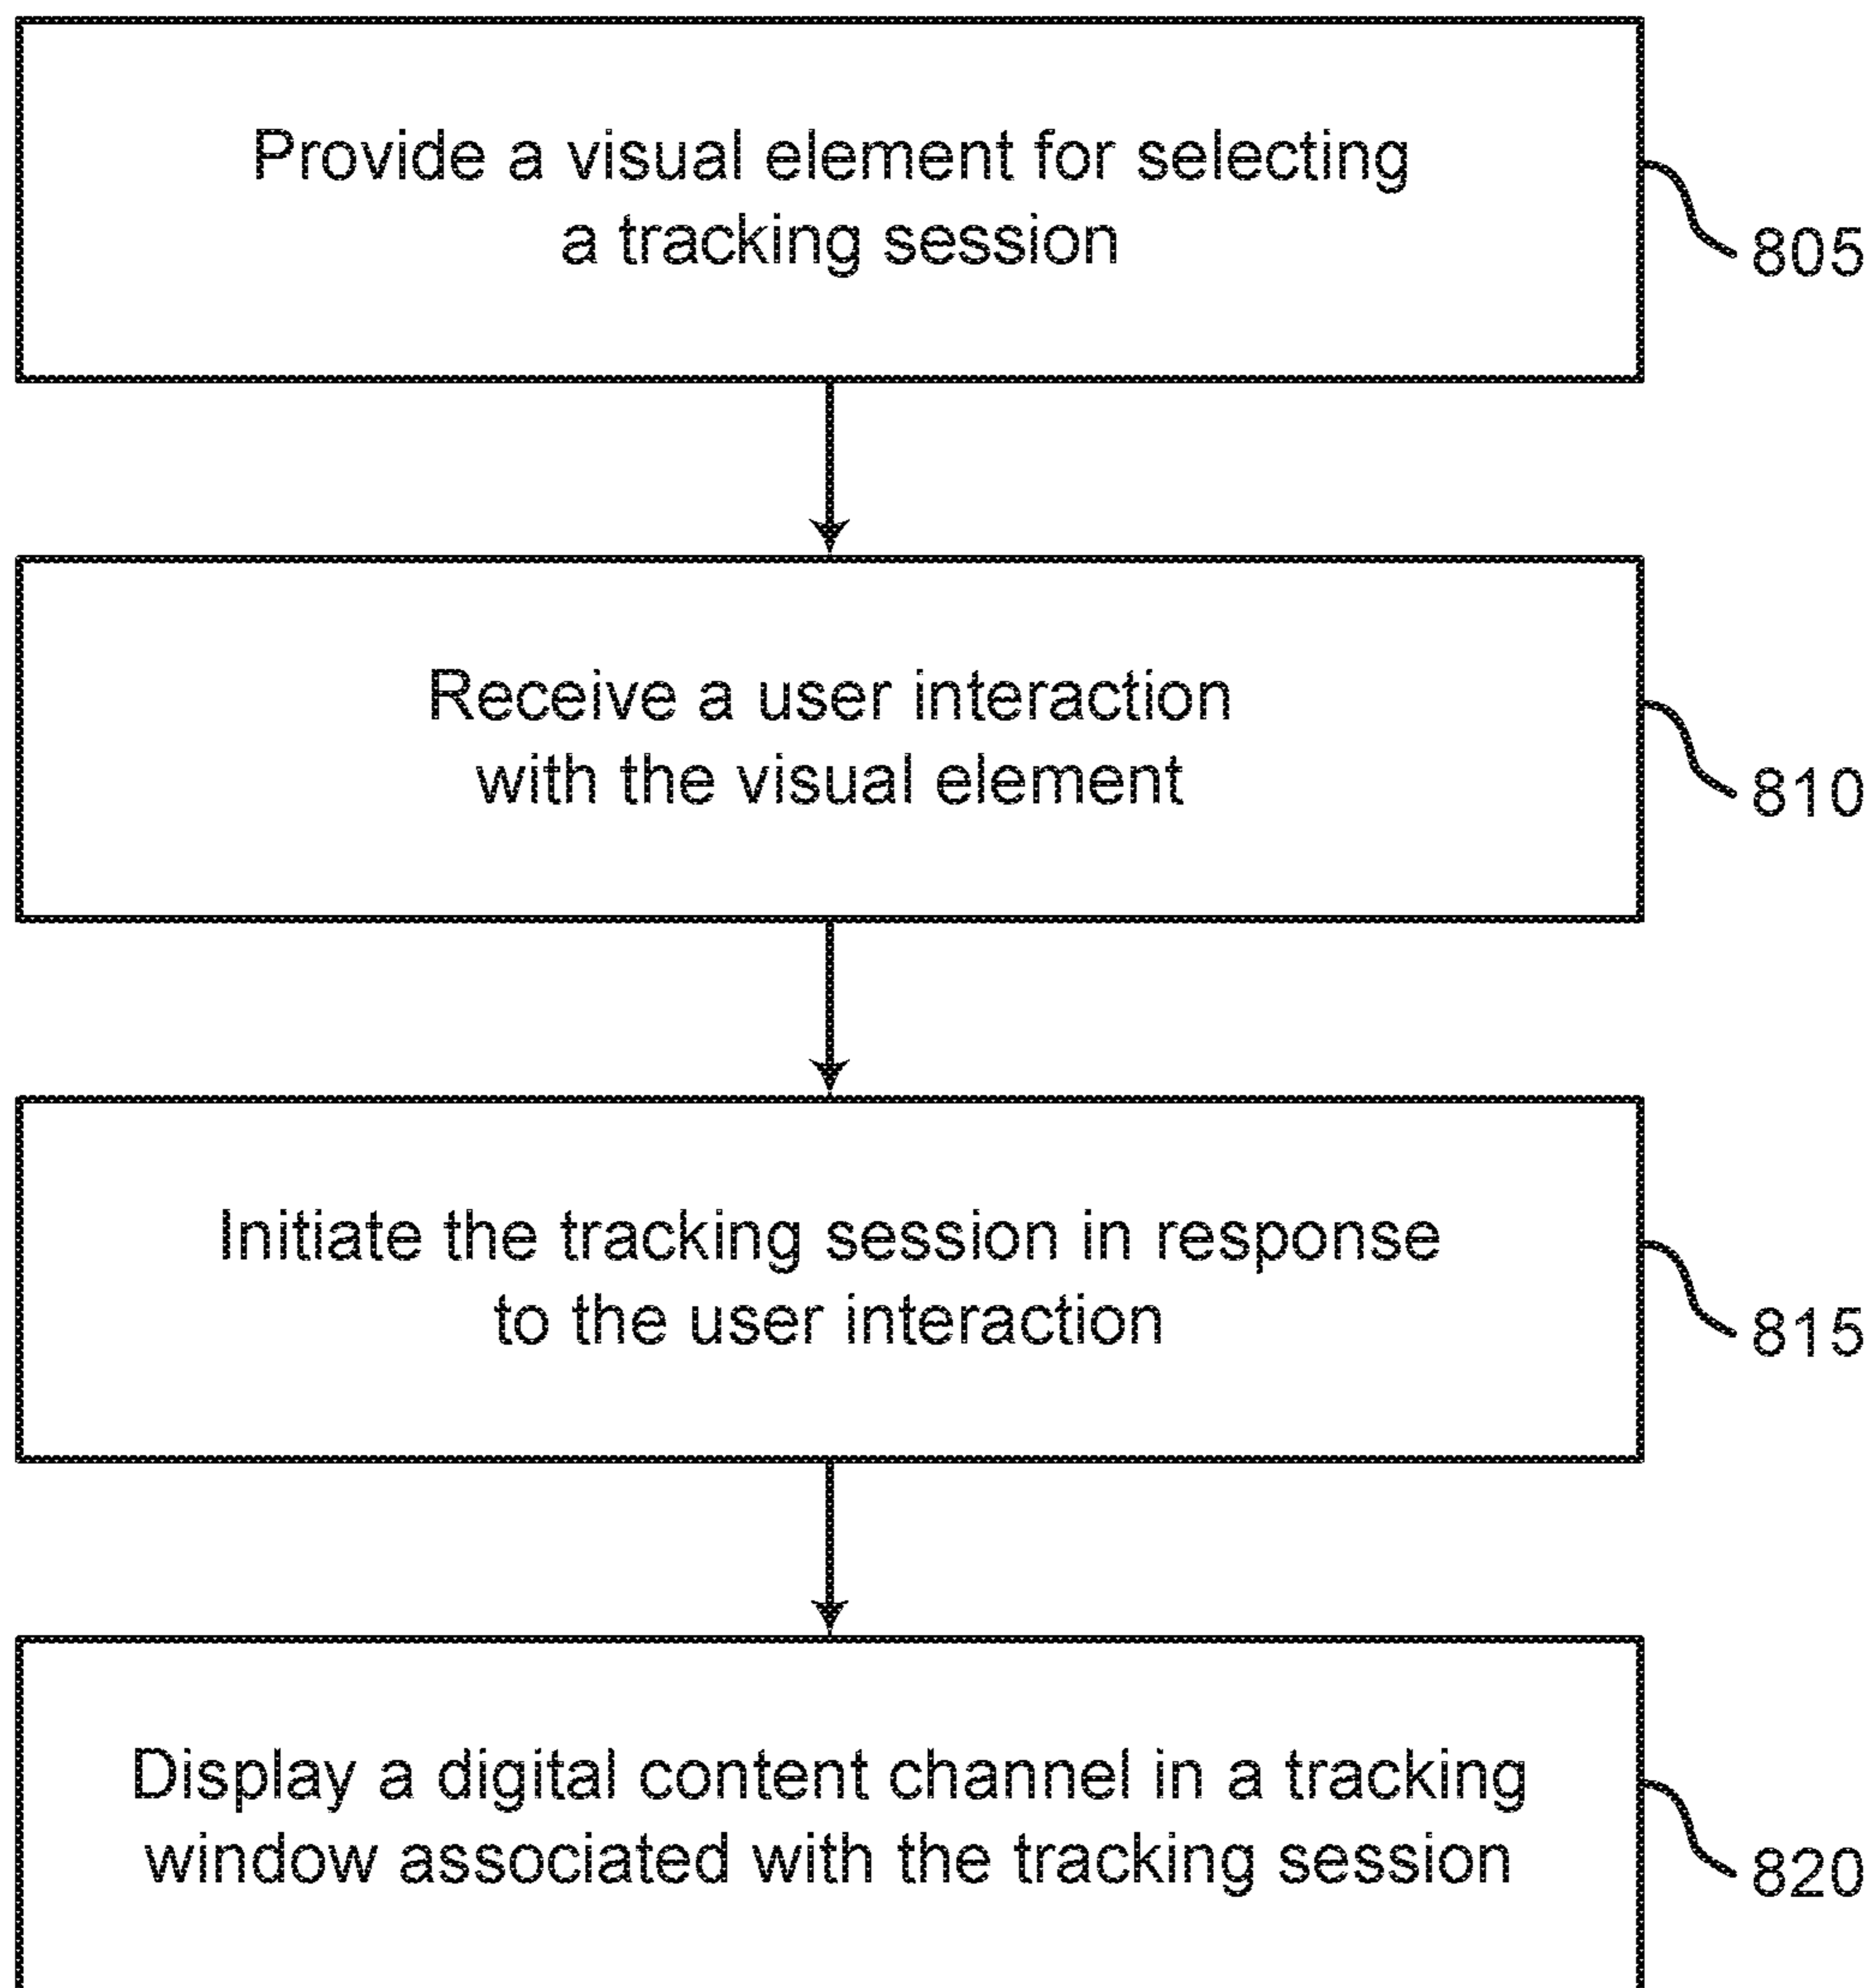 Provide a visual element for selecting
a tracking session
805
Receive a user interaction
with the visual element
810
Initiate the tracking session in response
to the user interaction
815
Display a digital content channel in a tracking
window associated with the tracking session
820